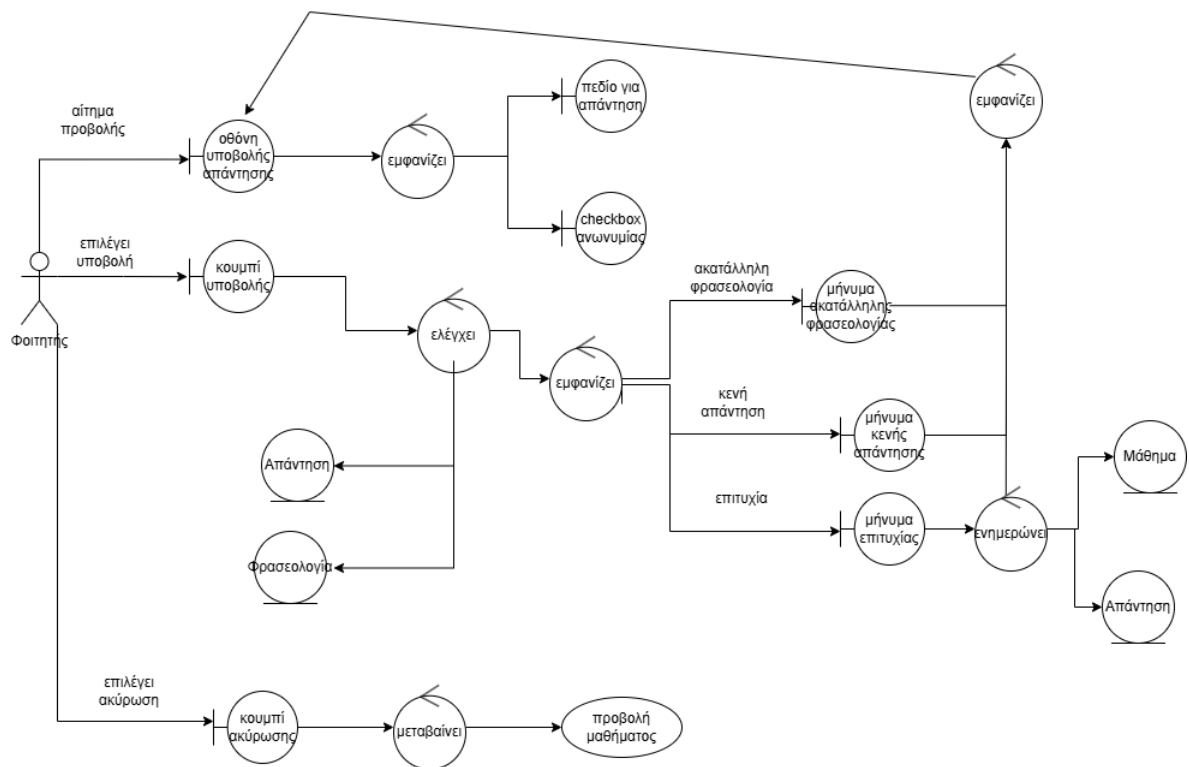 εμφανίζει
πεδίο για
απάντηση
αίτημα
προβολής
οθόνη
υποβολής
απάντησης
εμφανίζει
checkbox
ανωνυμίας
επιλέγει
υποβολή
κουμπί
υποβολής
Φοιτητής
ελέγχει
εμφανίζει
ακατάλληλη
φρασεολογία
μήνυμα
ακατάλληλης
φρασεολογίας
κενή
απάντηση
μήνυμα
κενής
απάντησης
Απάντηση
Μάθημα
επιτυχία
μήνυμα
επιτυχίας
ενημερώνει
Φρασεολογία
Απάντηση
επιλέγει
ακύρωση
κουμπί
ακύρωσης
μεταβαίνει
προβολή
μαθήματος